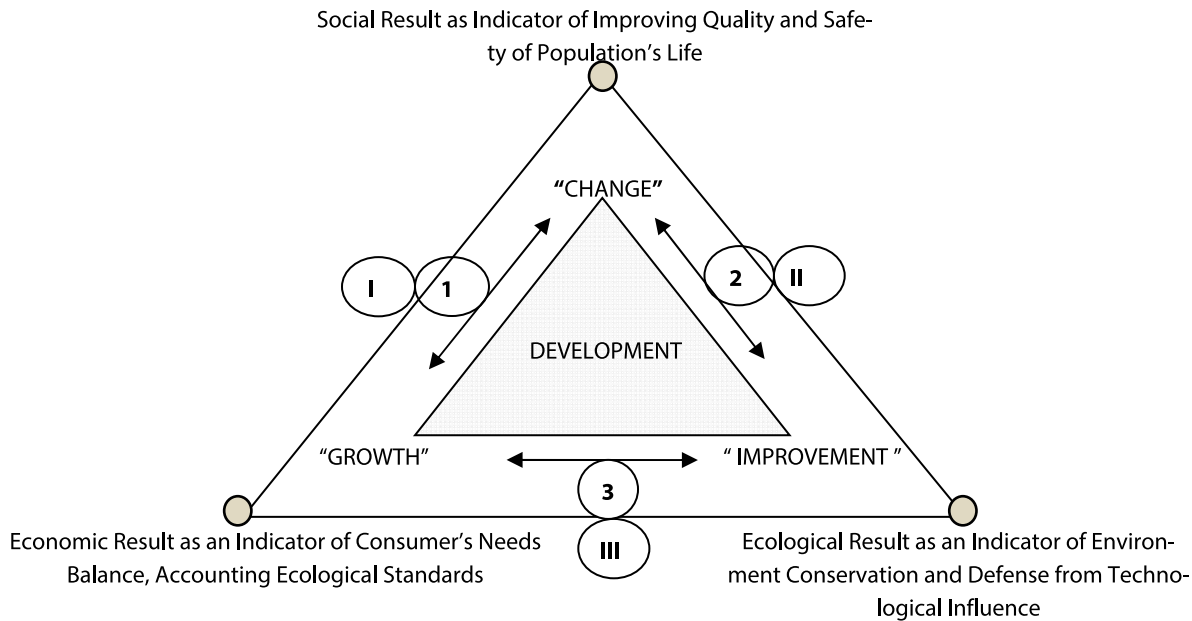 Social Result as Indicator of Improving Quality and Safe-
ty of Population's Life
"CHANGE"
I
1
2
II
DEVELOPMENT
"GROWTH"
" IMPROVEMENT "
3
III
Economic Result as an Indicator of Consumer's Needs
Balance, Accounting Ecological Standards
Ecological Result as an Indicator of Environ-
ment Conservation and Defense from Techno-
logical Influence